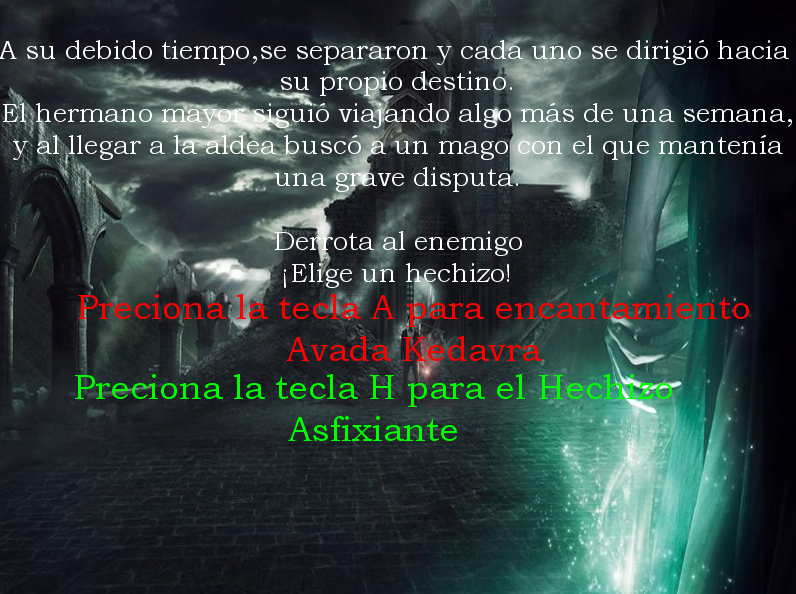 A su debido tiempo,se separaron y cada uno se dirigió hacia
su propio destino.
El hermano mayor siguió viajando algo más de una semana,
y al llegar a la aldea buscó a un mago con el que mantenía
una grave disputa.
Derrota al enemigo
¡Elige un hechizo!
Preciona la tecla A para encantamiento
Avada Kedavra
Preciona la tecla H para el Hechizo
Asfixiante